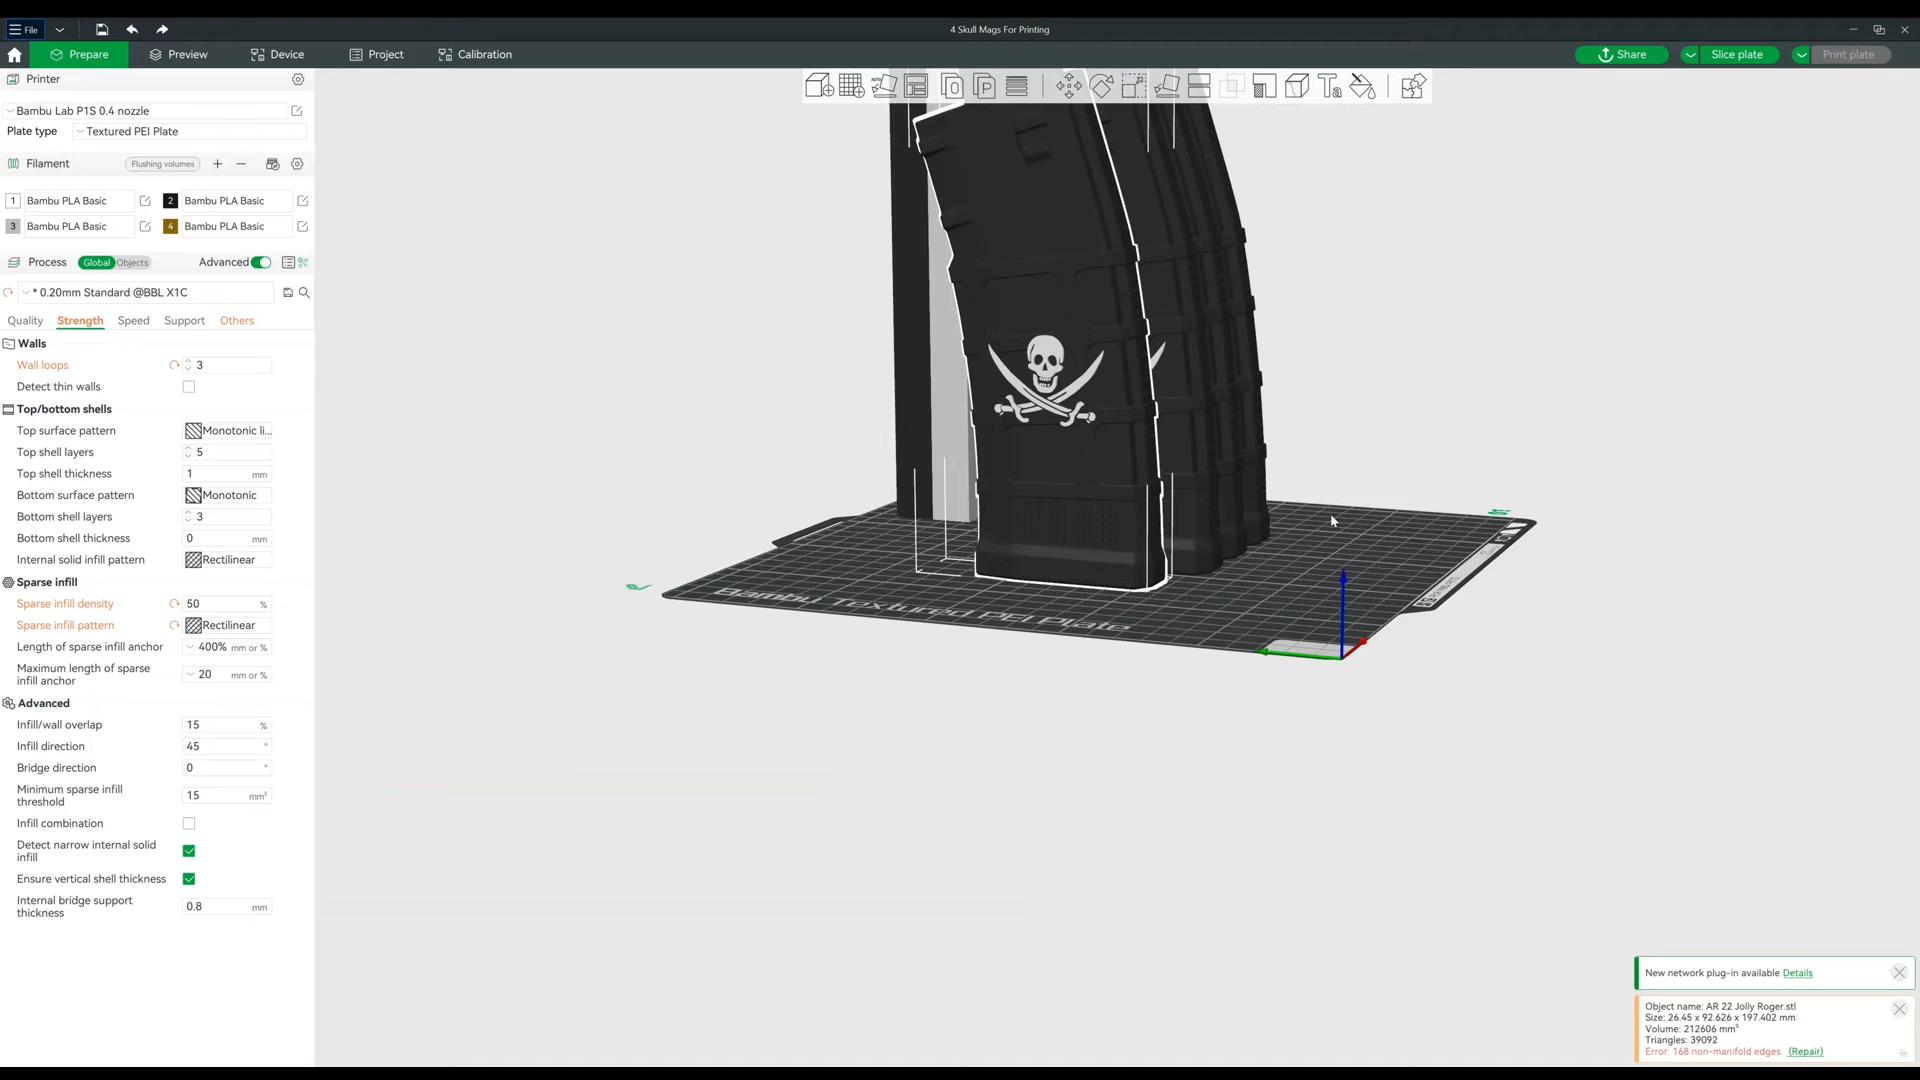 File
4 Skull Mags For Printing
Prepare
Preview
Device
Project
Calibration
Share
Slice plate
Print plate
Printer
Bambu Lab P1S 0.4 nozzle
Plate type
Textured PEI Plate
Filament
Flushing volumes
1 Bambu PLA Basic
2 Bambu PLA Basic
3 Bambu PLA Basic
4 Bambu PLA Basic
Process
Global
Objects
Advanced
* 0.20mm Standard @BBL X1C
Quality
Strength
Speed
Support
Others
Walls
Wall loops 3
Detect thin walls
Top/bottom shells
Top surface pattern Monotonic li...
Top shell layers 5
Top shell thickness 1 mm
Bottom surface pattern Monotonic
Bottom shell layers 3
Bottom shell thickness 0 mm
Internal solid infill pattern Rectilinear
Sparse infill
Sparse infill density 50 %
Sparse infill pattern Rectilinear
Length of sparse infill anchor 400% mm or %
Maximum length of sparse
infill anchor 20 mm or %
Advanced
Infill/wall overlap 15 %
Infill direction 45 °
Bridge direction 0 °
Minimum sparse infill
threshold 15 mm²
Infill combination
Detect narrow internal solid
infill
Ensure vertical shell thickness
Internal bridge support
thickness 0.8 mm
AUTO
O
P
T
01
Bambu Textured PEI Plate
New network plug-in available Details
Object name: AR 22 Jolly Roger.stl
Size: 26.45 x 92.626 x 197.402 mm
Volume: 212606 mm³
Triangles: 39092
Error: 168 non-manifold edges. (Repair)